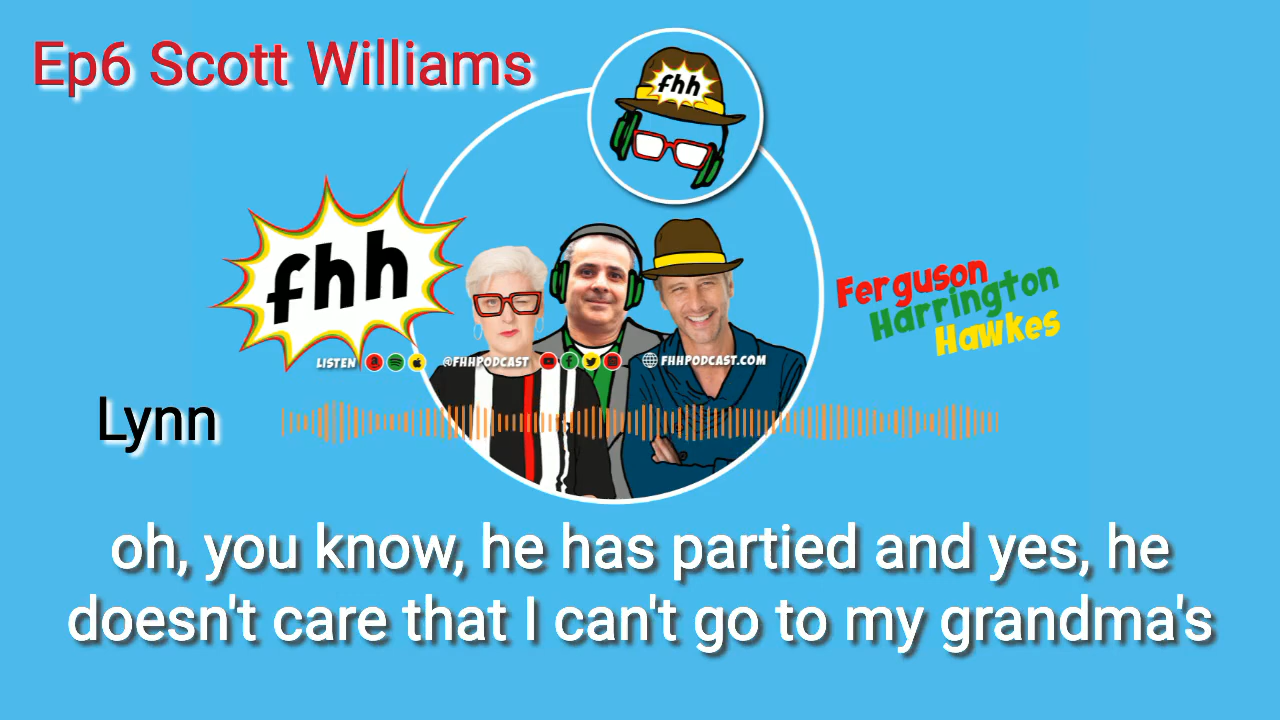 Ep6 Scott Williams
fhh
fhh
Ferguson
Harrington
Hawkes
LISTEN
@FHHPODCAST
FHHPODCAST.COM
Lynn
oh, you know, he has partied and yes, he
doesn't care that I can't go to my grandma's